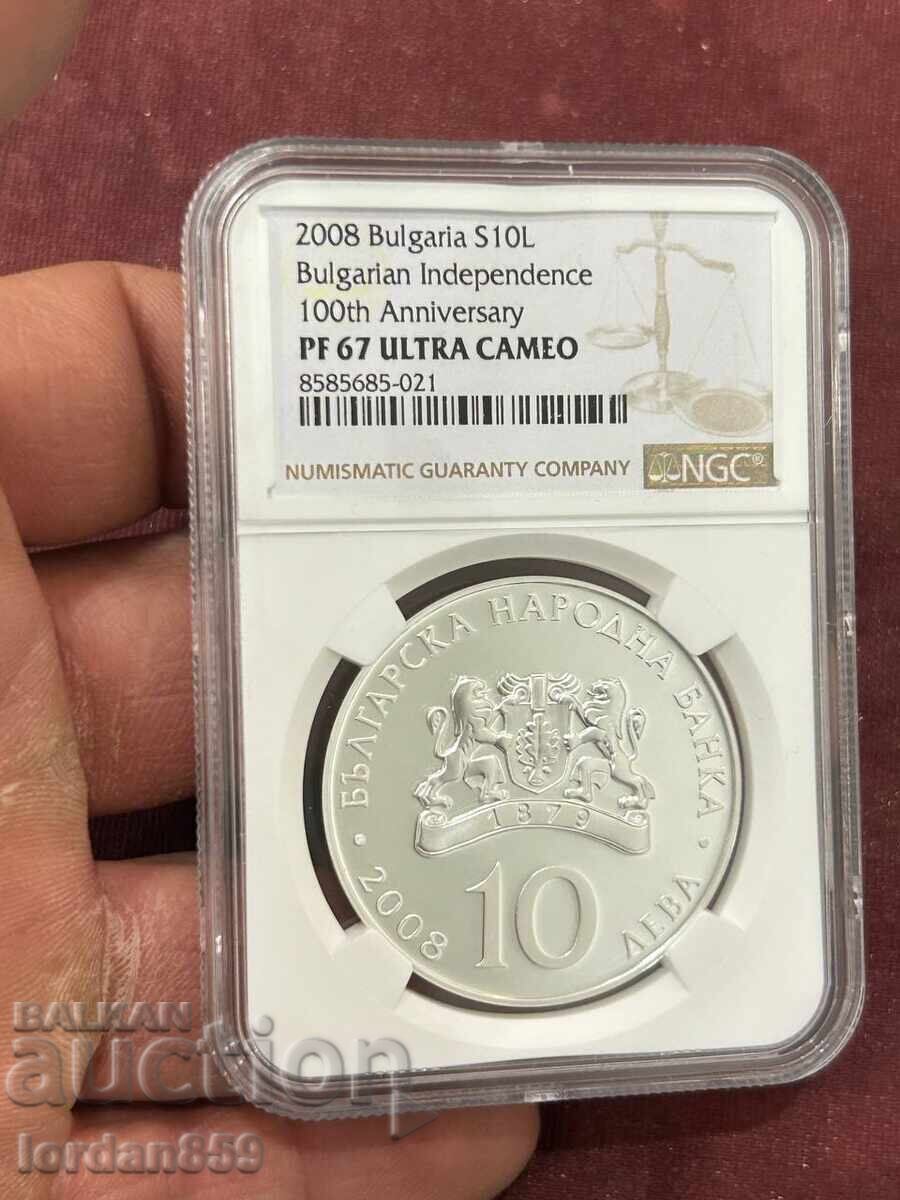 2008 Bulgaria S10L
Bulgarian Independence
100th Anniversary
PF 67 ULTRA CAMEO
8585685-021
NUMISMATIC GUARANTY COMPANY
NGC®
• БЪЛГАРСКА НАРОДНА БАНКА •
1879
2008
10
ЛЕВА
BALKAN
auction
lordan859